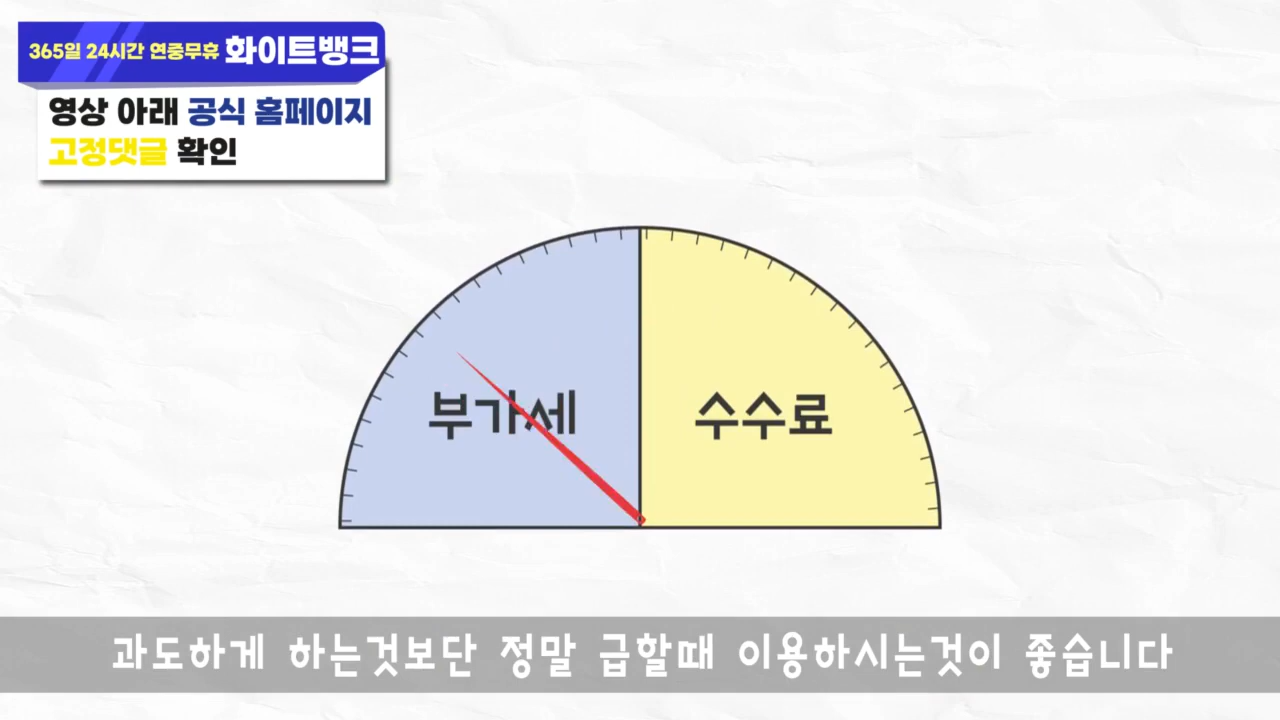 365일 24시간 연중무휴 화이트뱅크
영상 아래 공식 홈페이지
고정댓글 확인
부가세
수수료
과도하게 하는것보단 정말 급할때 이용하시는것이 좋습니다